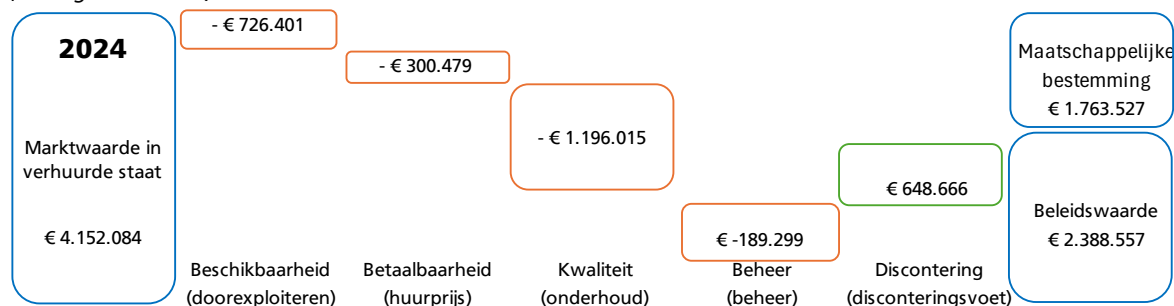 2024
Marktwaarde in
verhuurde staat
€ 4.152.084
- € 726.401
Beschikbaarheid
(doorexploiteren)
- € 300.479
Betaalbaarheid
(huurprijs)
- € 1.196.015
Kwaliteit
(onderhoud)
€ -189.299
Beheer
(beheer)
€ 648.666
Discontering
(disconteringsvoet)
Maatschappelijke
bestemming
€ 1.763.527
Beleidswaarde
€ 2.388.557